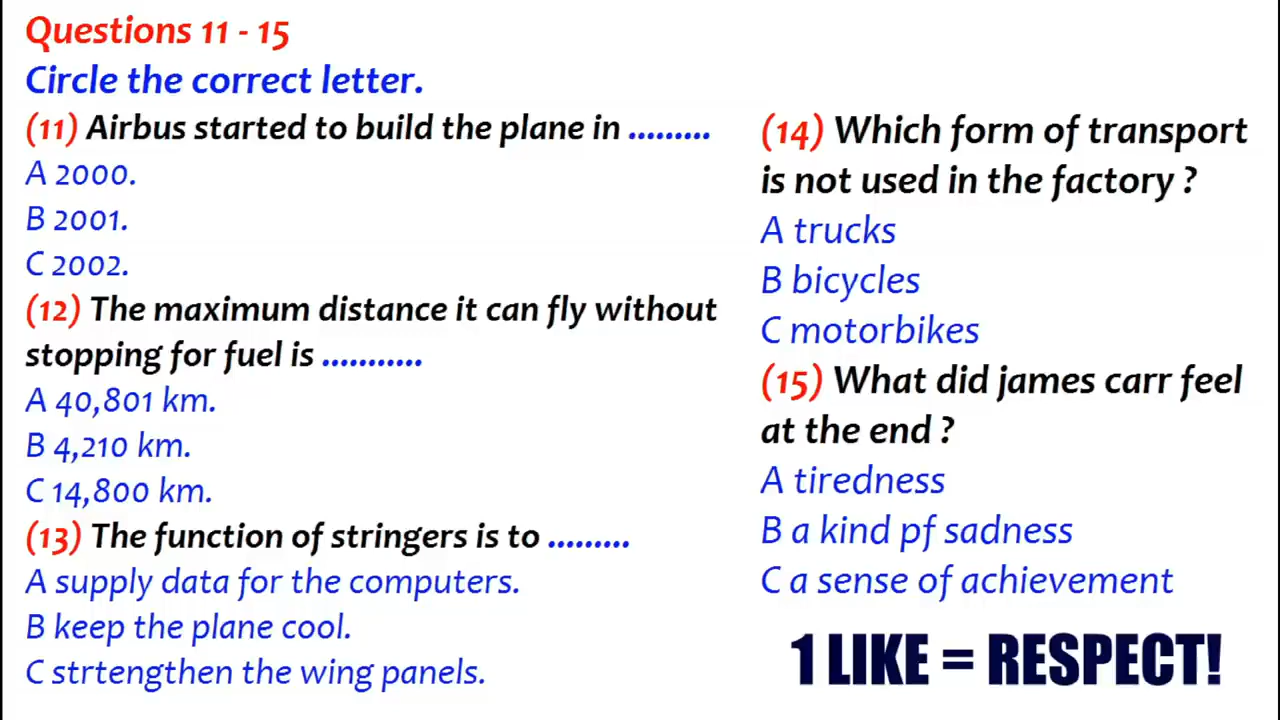 Questions 11 - 15
Circle the correct letter.
(11) Airbus started to build the plane in .........
A 2000.
B 2001.
C 2002.
(12) The maximum distance it can fly without
stopping for fuel is ...........
A 40,801 km.
B 4,210 km.
C 14,800 km.
(13) The function of stringers is to .........
A supply data for the computers.
B keep the plane cool.
C strtengthen the wing panels.
(14) Which form of transport
is not used in the factory ?
A trucks
B bicycles
C motorbikes
(15) What did james carr feel
at the end ?
A tiredness
B a kind pf sadness
C a sense of achievement
1 LIKE = RESPECT!